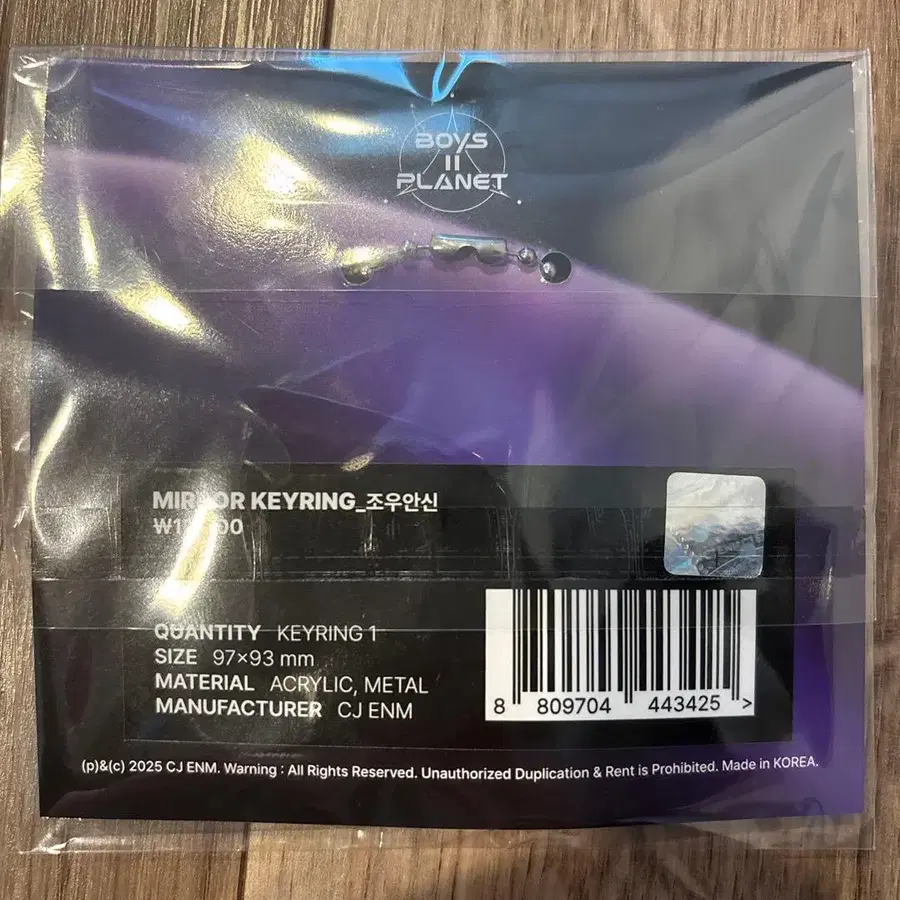 BOYS
II
PLANET
MIRROR KEYRING_조우안신
QUANTITY KEYRING 1
SIZE 97×93 mm
MATERIAL ACRYLIC, METAL
MANUFACTURER CJ ENM
8 809704 443425 >
(p)&(c) 2025 CJ ENM. Warning : All Rights Reserved. Unauthorized Duplication & Rent is Prohibited. Made in KOREA.